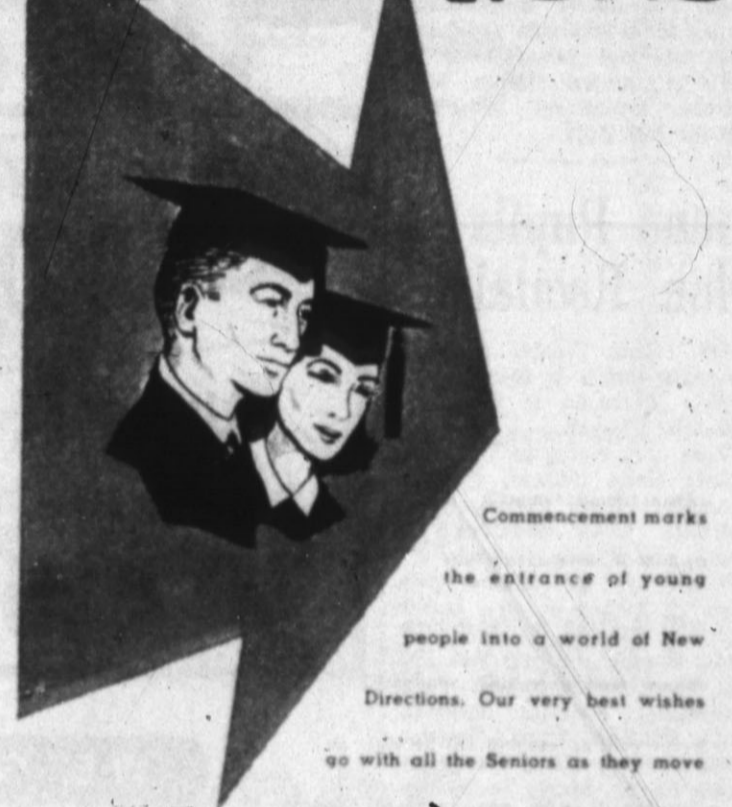 Commencement marks
the entrance of young
people into a world of New
Directions. Our very best wishes
go with all the Seniors as they move